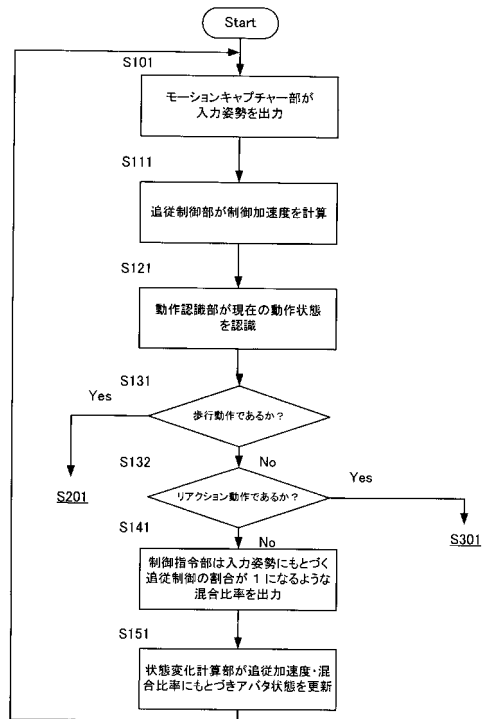 Start
S101
モーションキャプチャー部が
入力姿勢を出力
S111
追従制御部が制御加速度を計算
S121
動作認識部が現在の動作状態
を認識
S131
Yes
歩行動作であるか？
S201
S132
No
Yes
リアクション動作であるか？
S301
S141
No
制御指令部は入力姿勢にもとづく
追従制御の割合が 1 になるような
混合比率を出力
S151
状態変化計算部が追従加速度・混
合比率にもとづきアバタ状態を更新